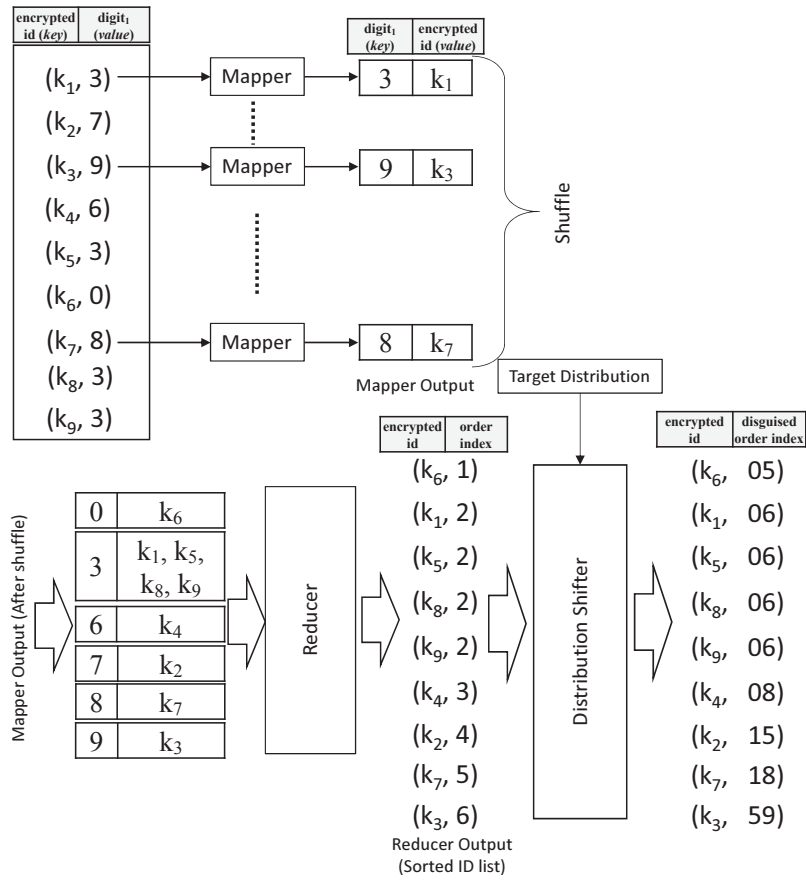 encrypted id (key) digit₁ (value)
(k₁, 3)
(k₂, 7)
(k₃, 9)
(k₄, 6)
(k₅, 3)
(k₆, 0)
(k₇, 8)
(k₈, 3)
(k₉, 3)
Mapper
Mapper
Mapper
digit₁ (key) encrypted id (value)
3 k₁
9 k₃
8 k₇
Mapper Output
Shuffle
Target Distribution
Mapper Output (After shuffle)
0 k₆
3 k₁, k₅,
k₈, k₉
6 k₄
7 k₂
8 k₇
9 k₃
Reducer
encrypted id order index
(k₆, 1)
(k₁, 2)
(k₅, 2)
(k₈, 2)
(k₉, 2)
(k₄, 3)
(k₂, 4)
(k₇, 5)
(k₃, 6)
Reducer Output
(Sorted ID list)
Distribution Shifter
encrypted id disguised order index
(k₆, 05)
(k₁, 06)
(k₅, 06)
(k₈, 06)
(k₉, 06)
(k₄, 08)
(k₂, 15)
(k₇, 18)
(k₃, 59)